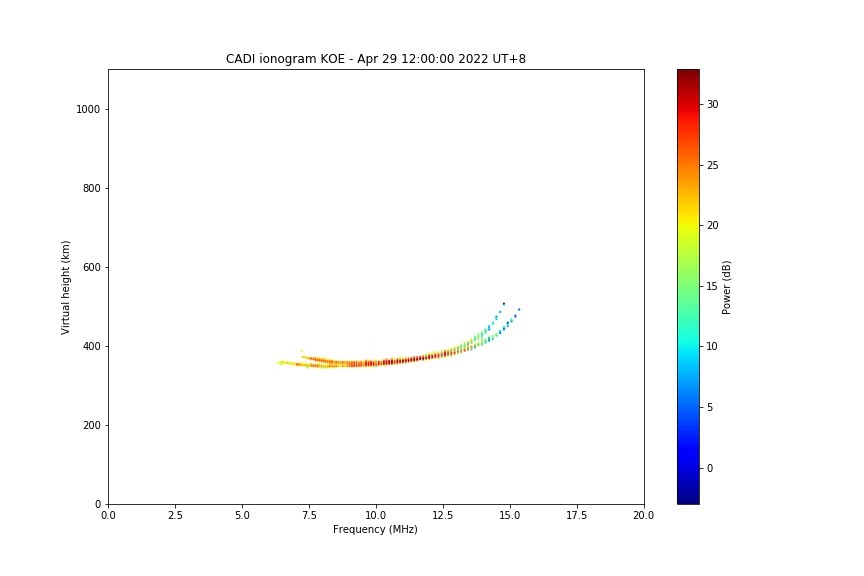 CADI ionogram KOE - Apr 29 12:00:00 2022 UT+8
1000
800
600
400
200
0
Virtual height (km)
0.0 2.5 5.0 7.5 10.0 12.5 15.0 17.5 20.0
Frequency (MHz)
30
25
20
15
10
5
0
Power (dB)